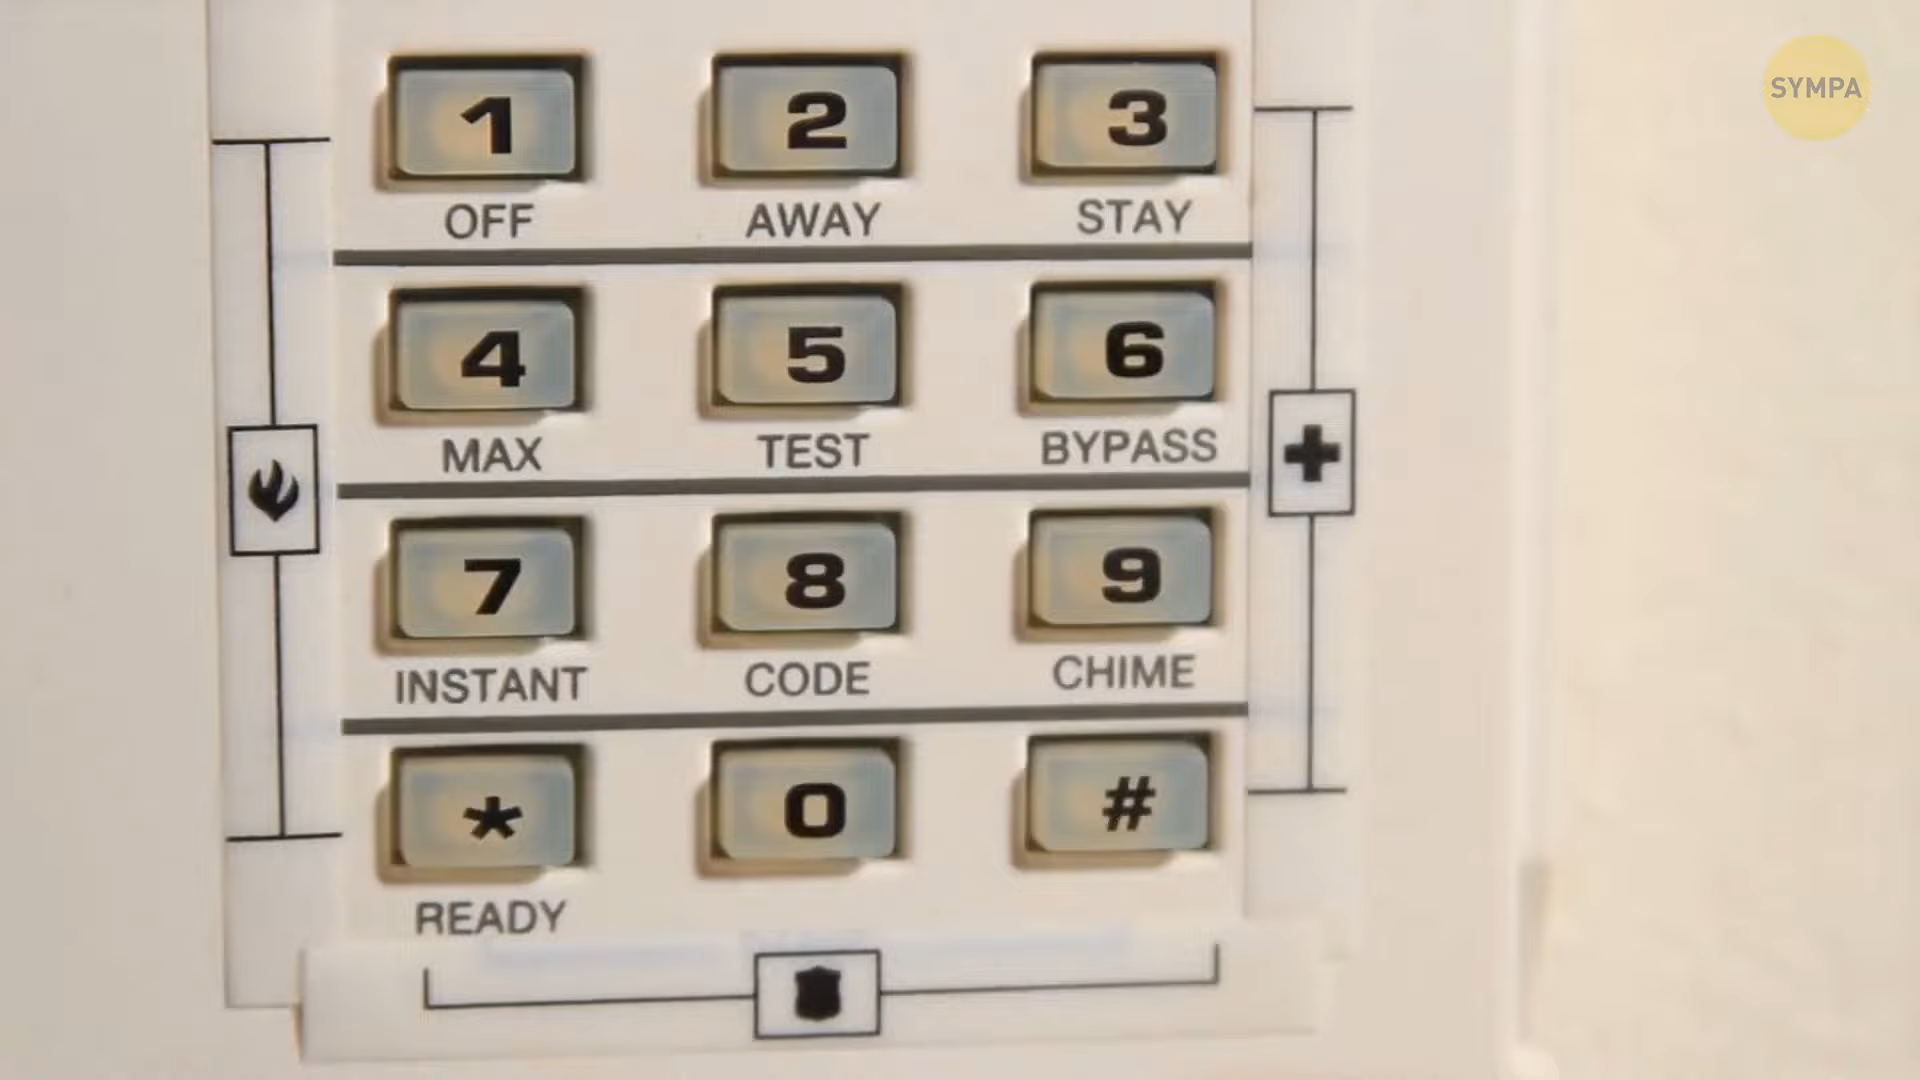 SYMPA
1 2 3
OFF AWAY STAY
4 5 6
MAX TEST BYPASS
7 8 9
INSTANT CODE CHIME
* 0 #
READY